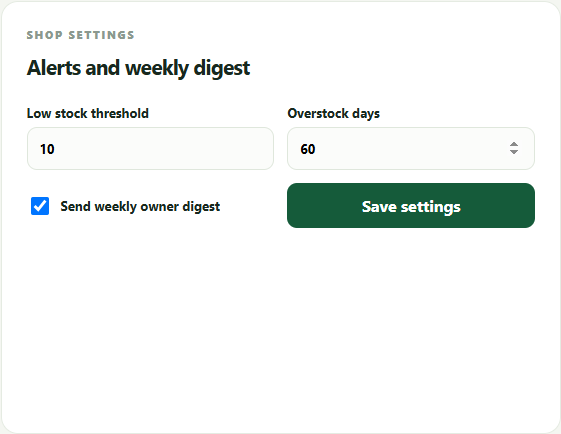 SHOP SETTINGS
Alerts and weekly digest
Low stock threshold
Overstock days
10
60
Send weekly owner digest
Save settings